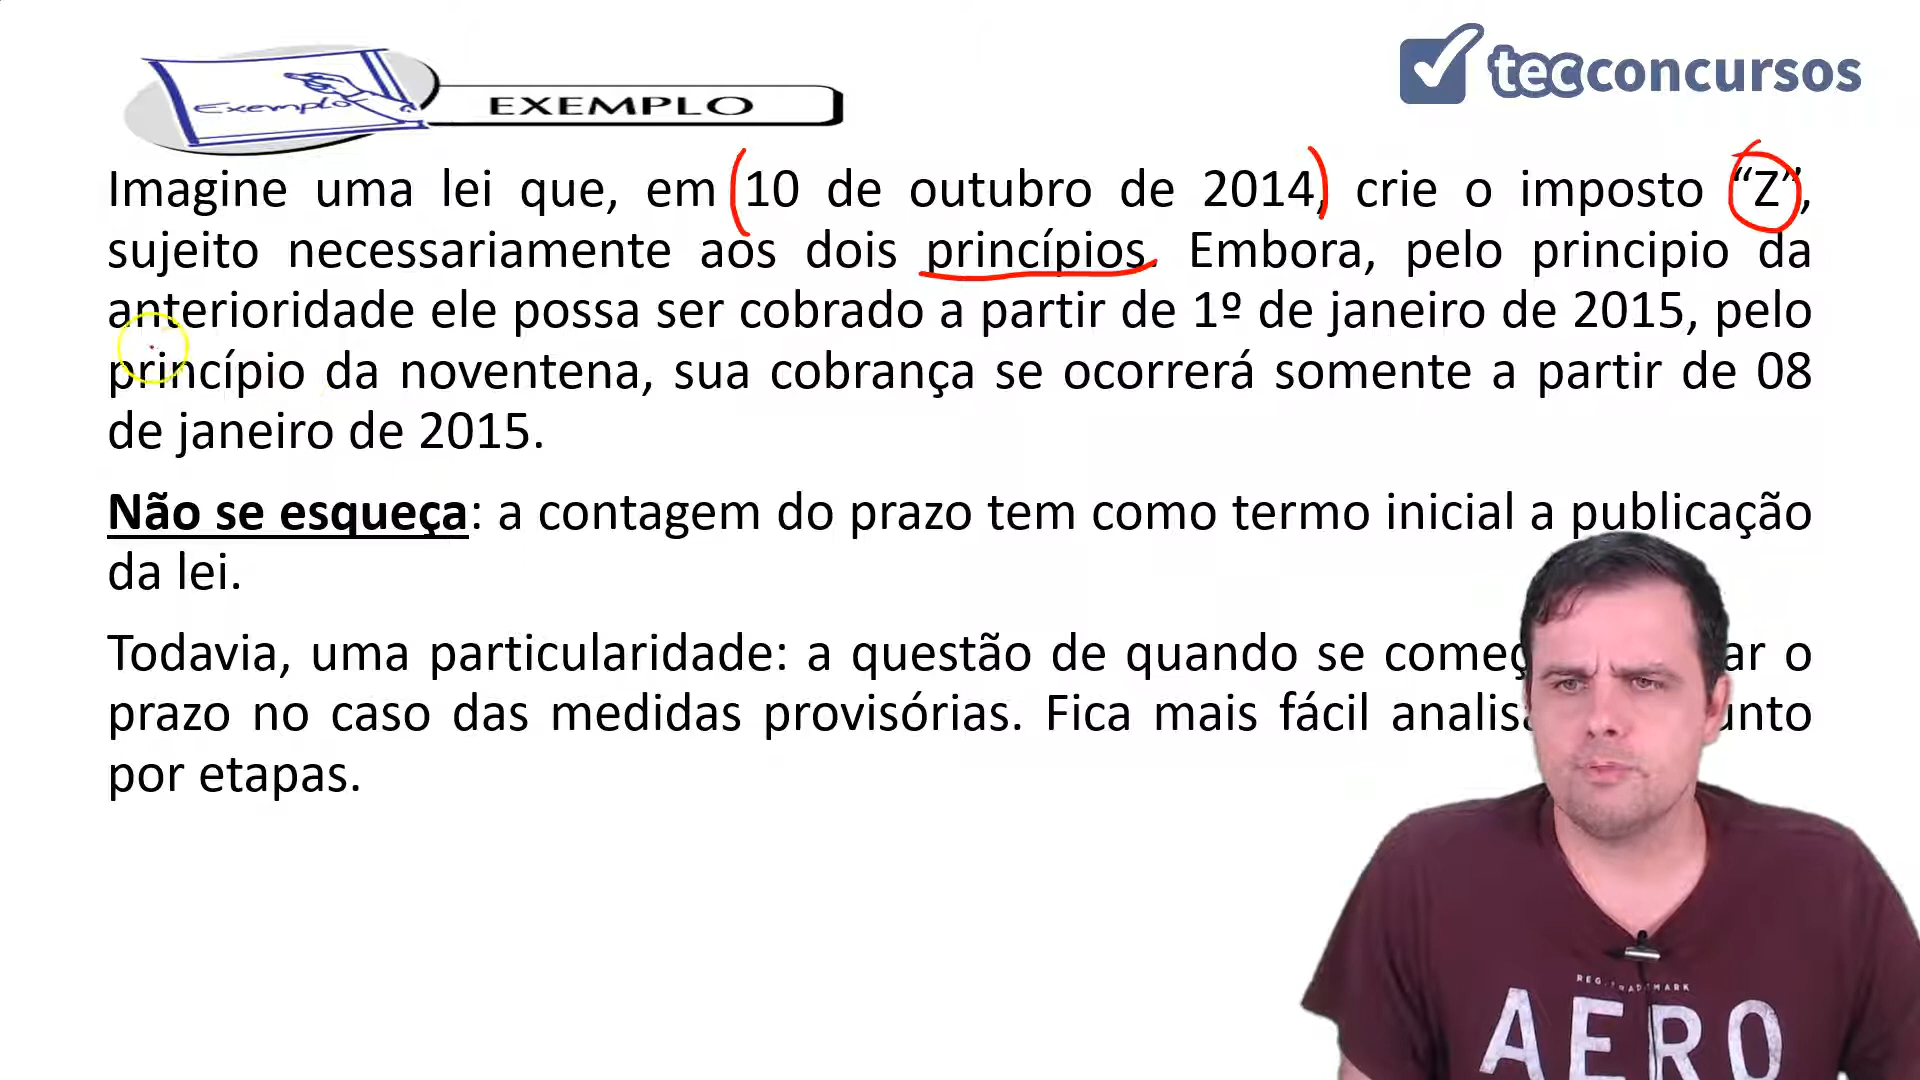 Exemplo
EXEMPLO
tecconcursos
Imagine uma lei que, em 10 de outubro de 2014, crie o imposto “Z”,
sujeito necessariamente aos dois princípios. Embora, pelo principio da
anterioridade ele possa ser cobrado a partir de 1º de janeiro de 2015, pelo
princípio da noventena, sua cobrança se ocorrerá somente a partir de 08
de janeiro de 2015.
Não se esqueça: a contagem do prazo tem como termo inicial a publicação
da lei.
Todavia, uma particularidade: a questão de quando se o
prazo no caso das medidas provisórias. Fica mais fácil
por etapas.
REG. TRADEMARK
AERO